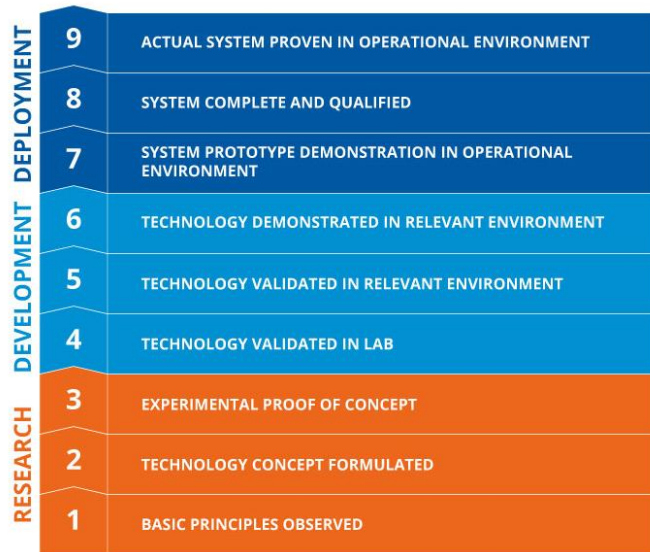 DEPLOYMENT
9 ACTUAL SYSTEM PROVEN IN OPERATIONAL ENVIRONMENT
8 SYSTEM COMPLETE AND QUALIFIED
7 SYSTEM PROTOTYPE DEMONSTRATION IN OPERATIONAL
ENVIRONMENT
DEVELOPMENT
6 TECHNOLOGY DEMONSTRATED IN RELEVANT ENVIRONMENT
5 TECHNOLOGY VALIDATED IN RELEVANT ENVIRONMENT
4 TECHNOLOGY VALIDATED IN LAB
RESEARCH
3 EXPERIMENTAL PROOF OF CONCEPT
2 TECHNOLOGY CONCEPT FORMULATED
1 BASIC PRINCIPLES OBSERVED